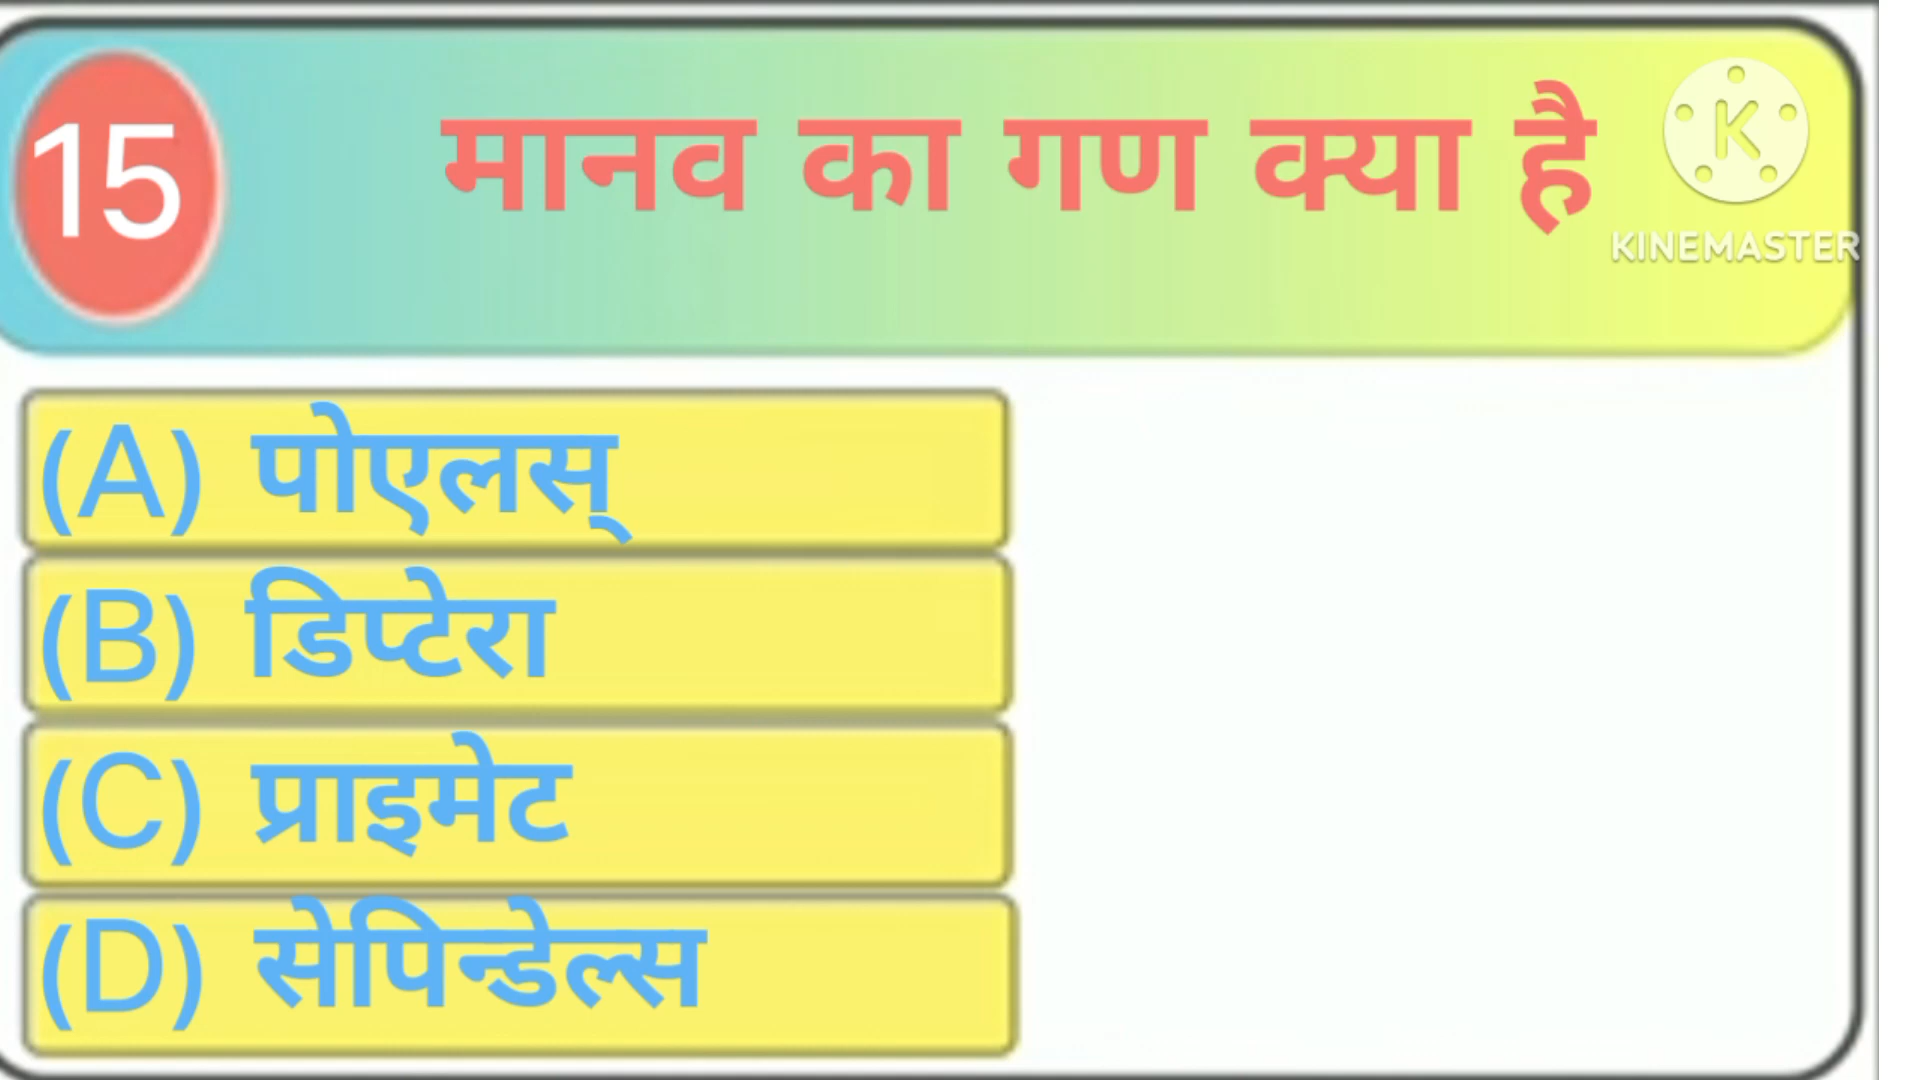 15
मानव का गण क्या है
KINEMASTER
(A) पोएलस्
(B) डिप्टेरा
(C) प्राइमेट
(D) सेपिन्डेल्स